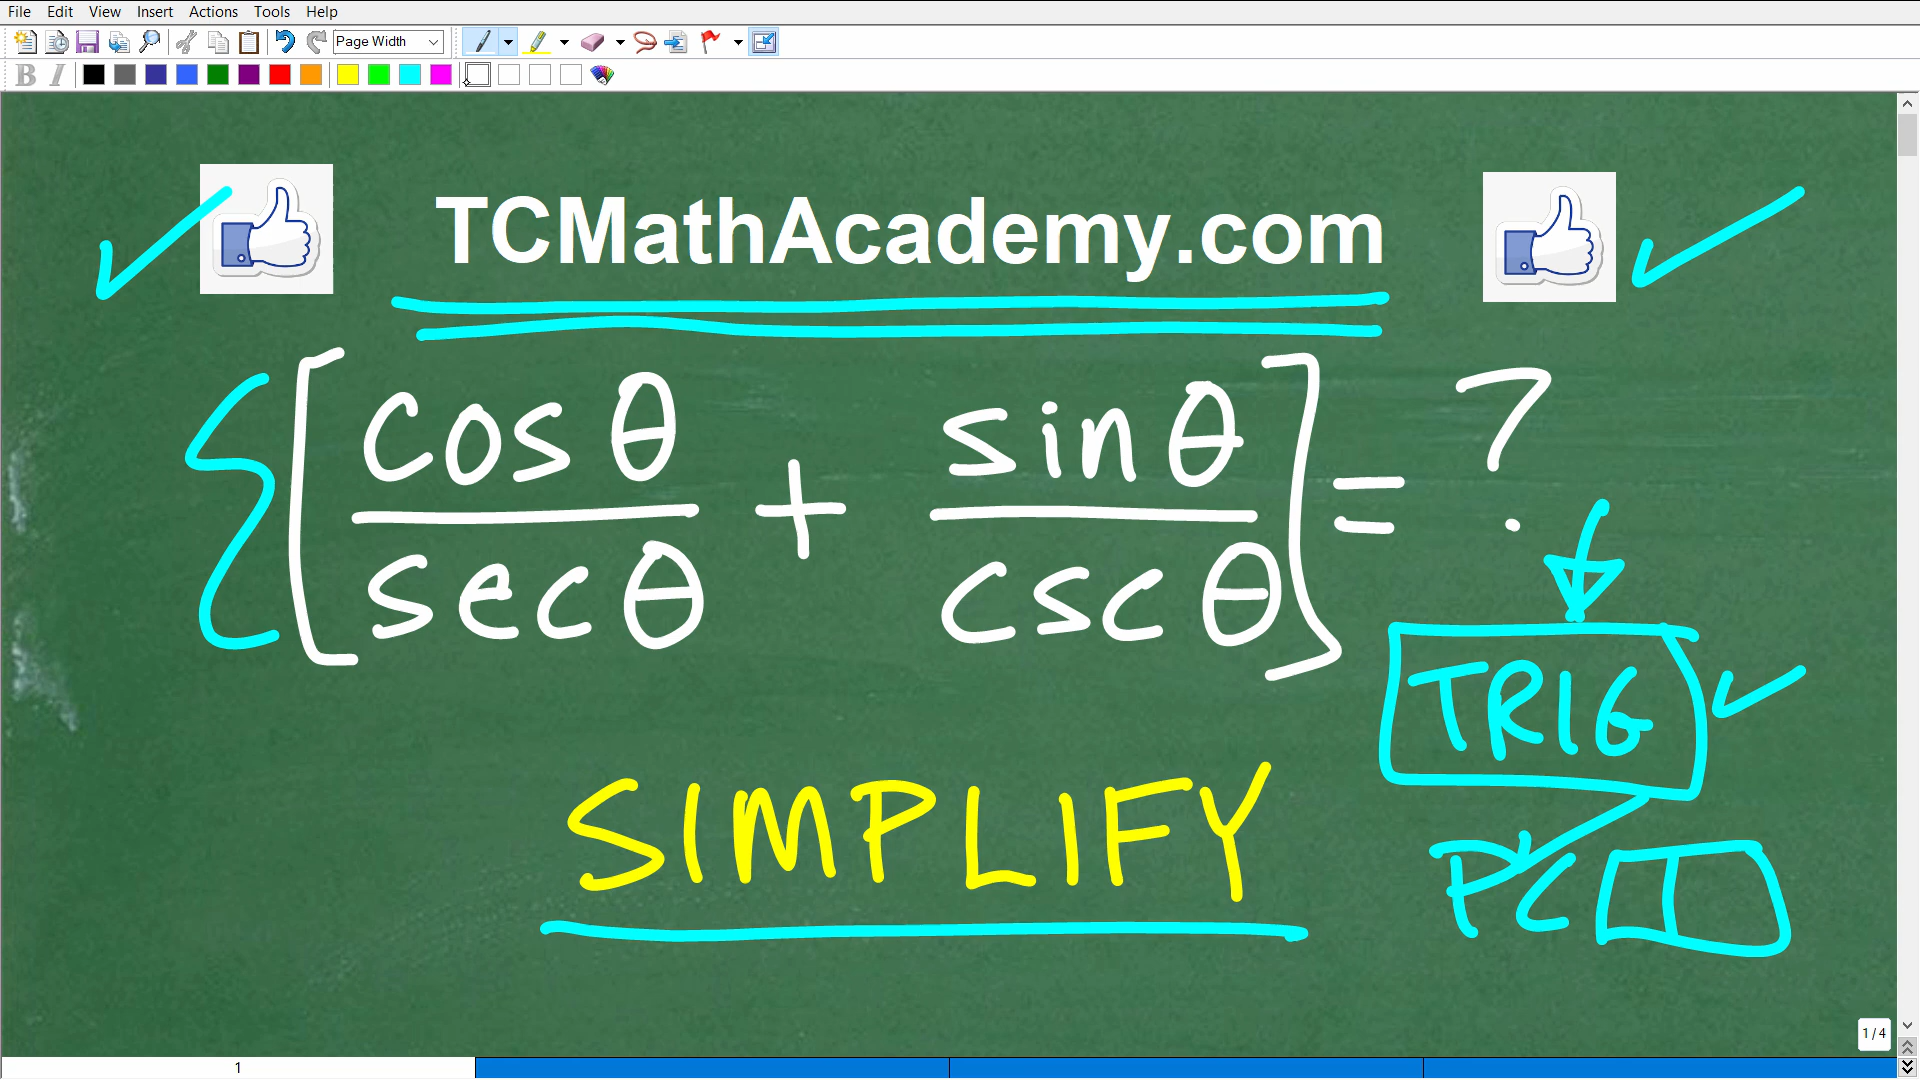 File Edit View Insert Actions Tools Help
Page Width
B I
TCMathAcademy.com
[cos θ / sec θ + sin θ / csc θ] = ?
TRIG
SIMPLIFY
PC
1 / 4
1